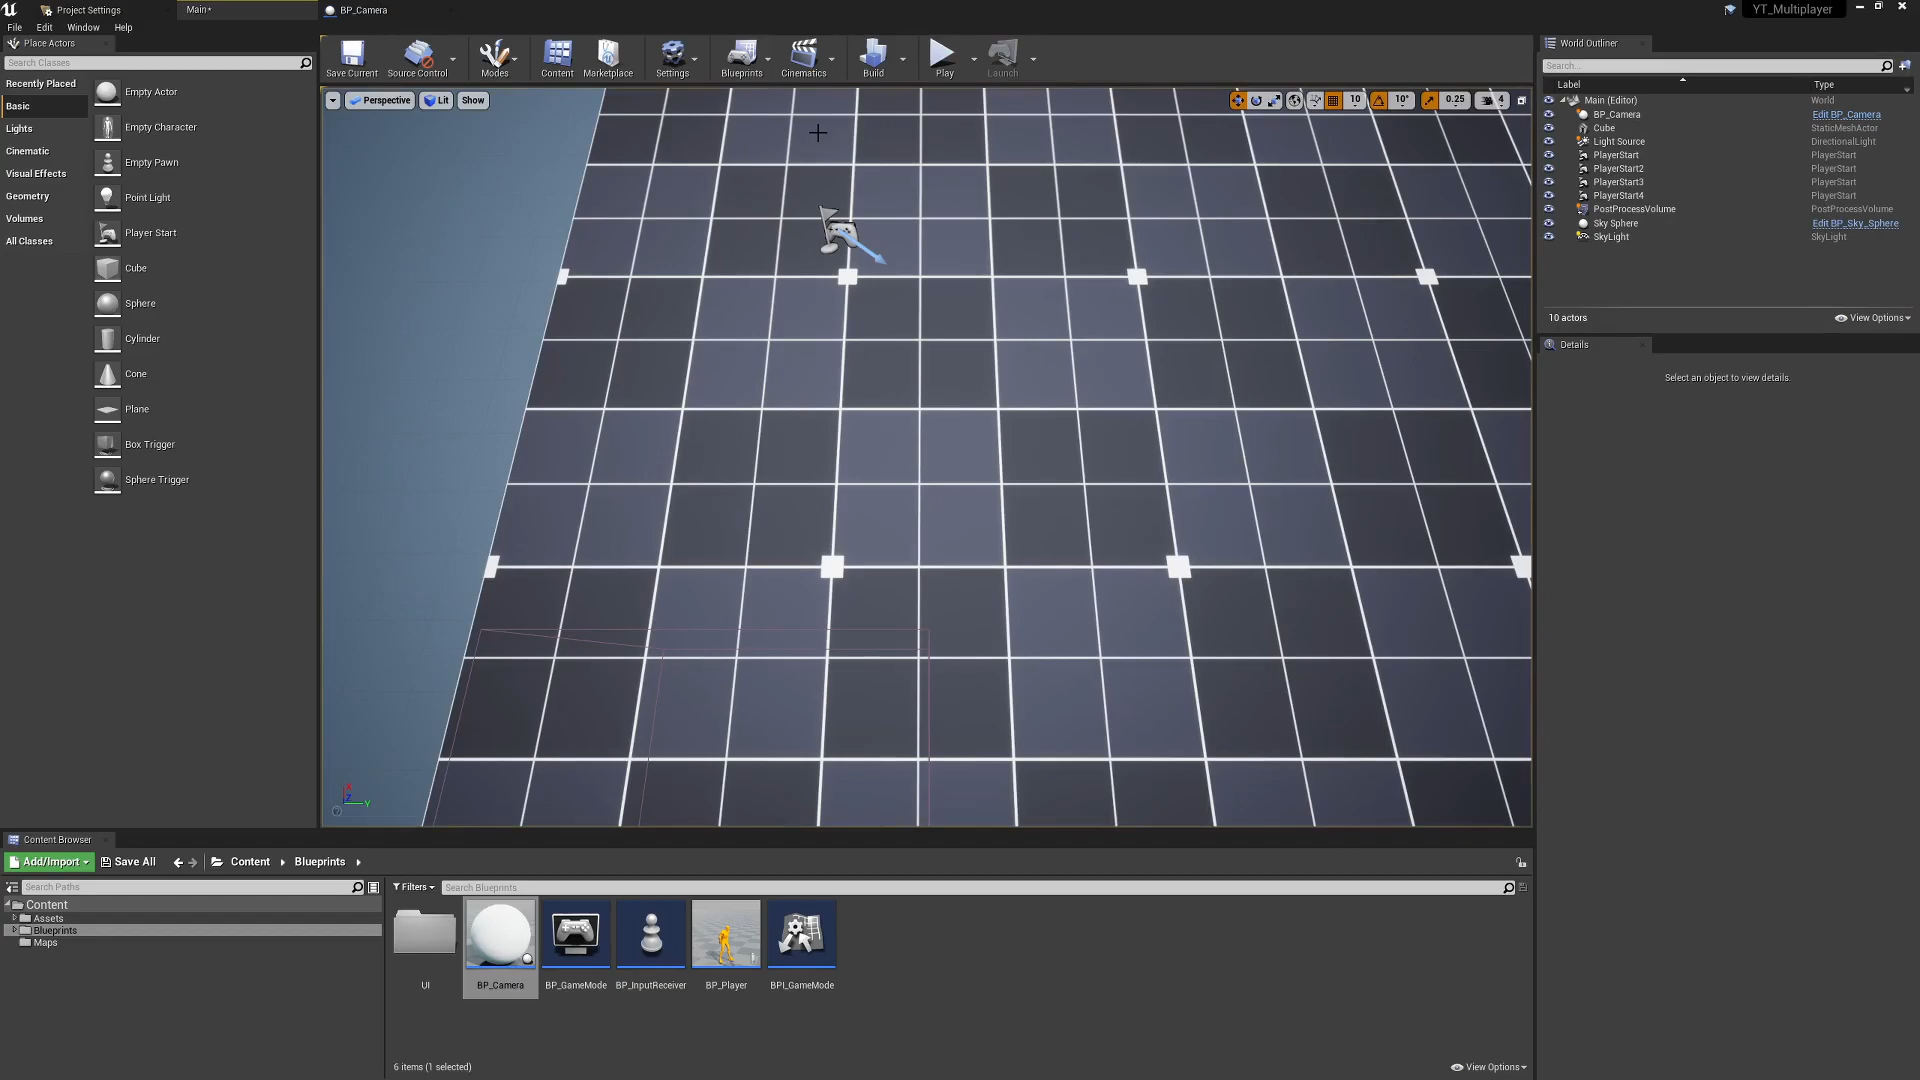 Project Settings
Main*
BP_Camera
YT_Multiplayer
File
Edit
Window
Help
Place Actors
Search Classes
Recently Placed
Basic
Lights
Cinematic
Visual Effects
Geometry
Volumes
All Classes
Empty Actor
Empty Character
Empty Pawn
Point Light
Player Start
Cube
Sphere
Cylinder
Cone
Plane
Box Trigger
Sphere Trigger
Save Current
Source Control
Modes
Content
Marketplace
Settings
Blueprints
Cinematics
Build
Play
Launch
Perspective
Lit
Show
10
10°
0.25
4
X
Z
Y
World Outliner
Search...
Label
Type
Main (Editor)
World
BP_Camera
Edit BP_Camera
Cube
StaticMeshActor
Light Source
DirectionalLight
PlayerStart
PlayerStart
PlayerStart2
PlayerStart
PlayerStart3
PlayerStart
PlayerStart4
PlayerStart
PostProcessVolume
PostProcessVolume
Sky Sphere
Edit BP_Sky_Sphere
SkyLight
SkyLight
10 actors
View Options
Details
Select an object to view details.
Content Browser
Add/Import
Save All
Content
Blueprints
Search Paths
Filters
Search Blueprints
Content
Assets
Blueprints
Maps
UI
BP_Camera
BP_GameMode
BP_InputReceiver
BP_Player
BPI_GameMode
6 items (1 selected)
View Options